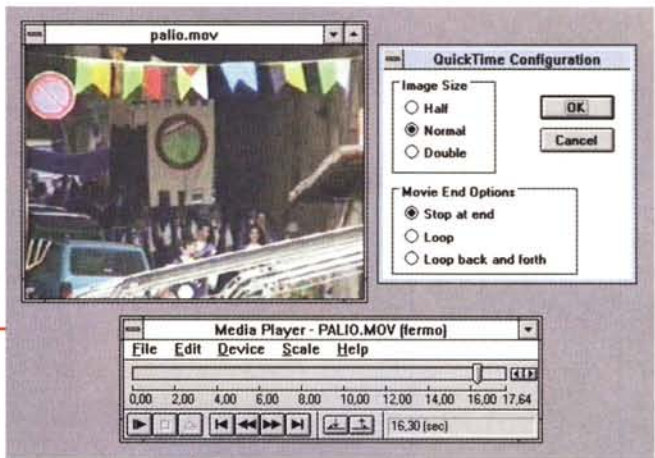 palio.mov
QuickTime Configuration
Image Size
Half
Normal
Double
OK
Cancel
Movie End Options
Stop at end
Loop
Loop back and forth
Media Player - PALIO.MOV (fermo)
File Edit Device Scale Help
0,00 2,00 4,00 6,00 8,00 10,00 12,00 14,00 16,00 17,64
16,30 (sec)